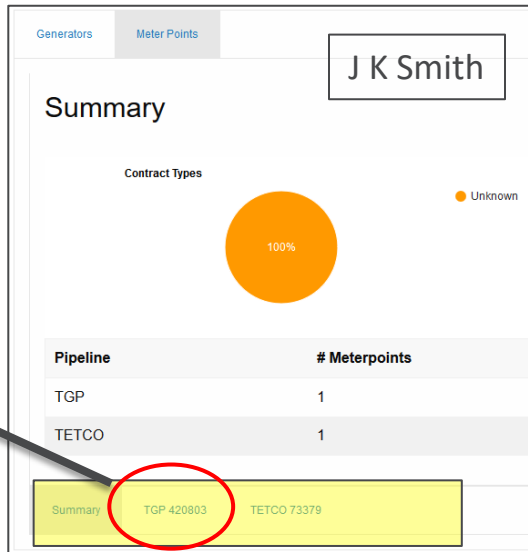 Generators Meter Points
J K Smith
Summary
Contract Types
Unknown
100%
Pipeline # Meterpoints
TGP 1
TETCO 1
Summary TGP 420803 TETCO 73379